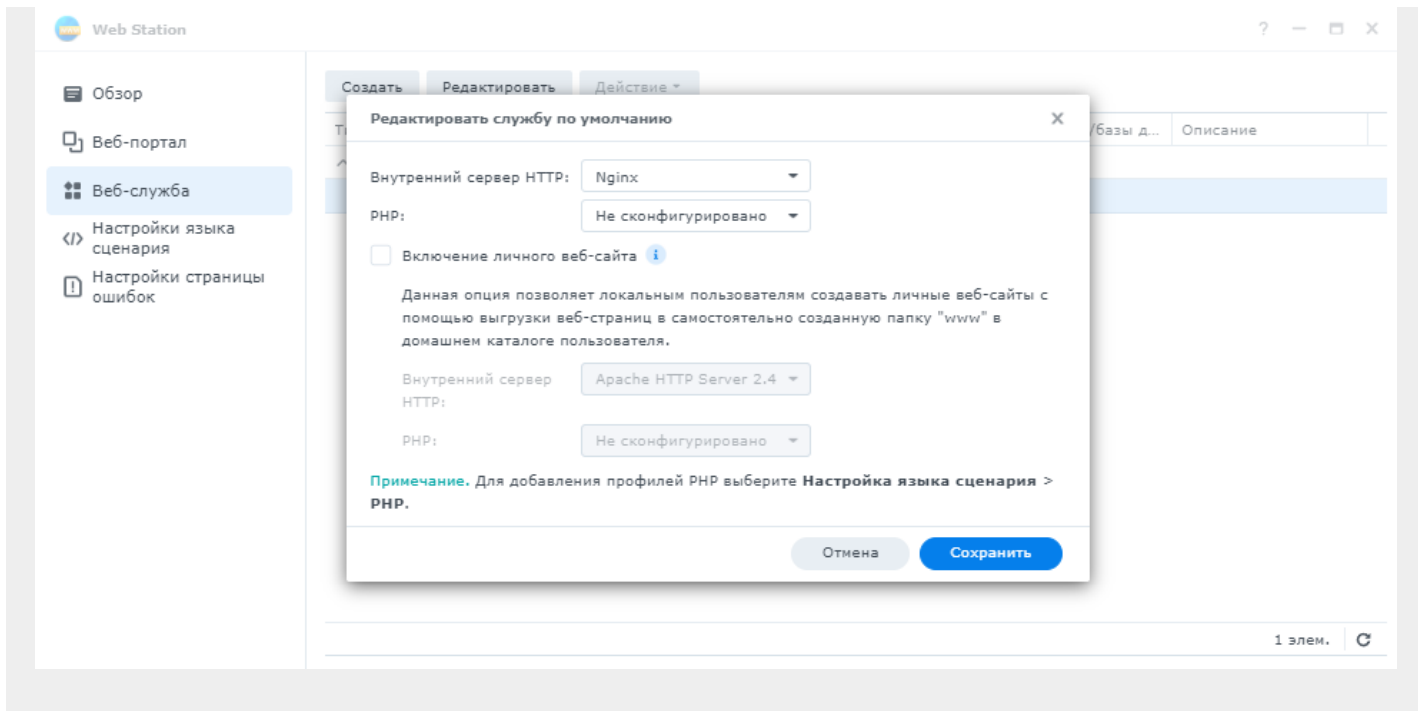 Web Station
Обзор
Веб-портал
Веб-служба
Настройки языка
сценария
Настройки страницы
ошибок
Создать Редактировать Действие
/базы д... Описание
Редактировать службу по умолчанию
Внутренний сервер HTTP: Nginx
PHP: Не сконфигурировано
Включение личного веб-сайта
Данная опция позволяет локальным пользователям создавать личные веб-сайты с
помощью выгрузки веб-страниц в самостоятельно созданную папку "www" в
домашнем каталоге пользователя.
Внутренний сервер
HTTP:
Apache HTTP Server 2.4
PHP: Не сконфигурировано
Примечание. Для добавления профилей PHP выберите Настройка языка сценария >
PHP.
Отмена Сохранить
1 элем.